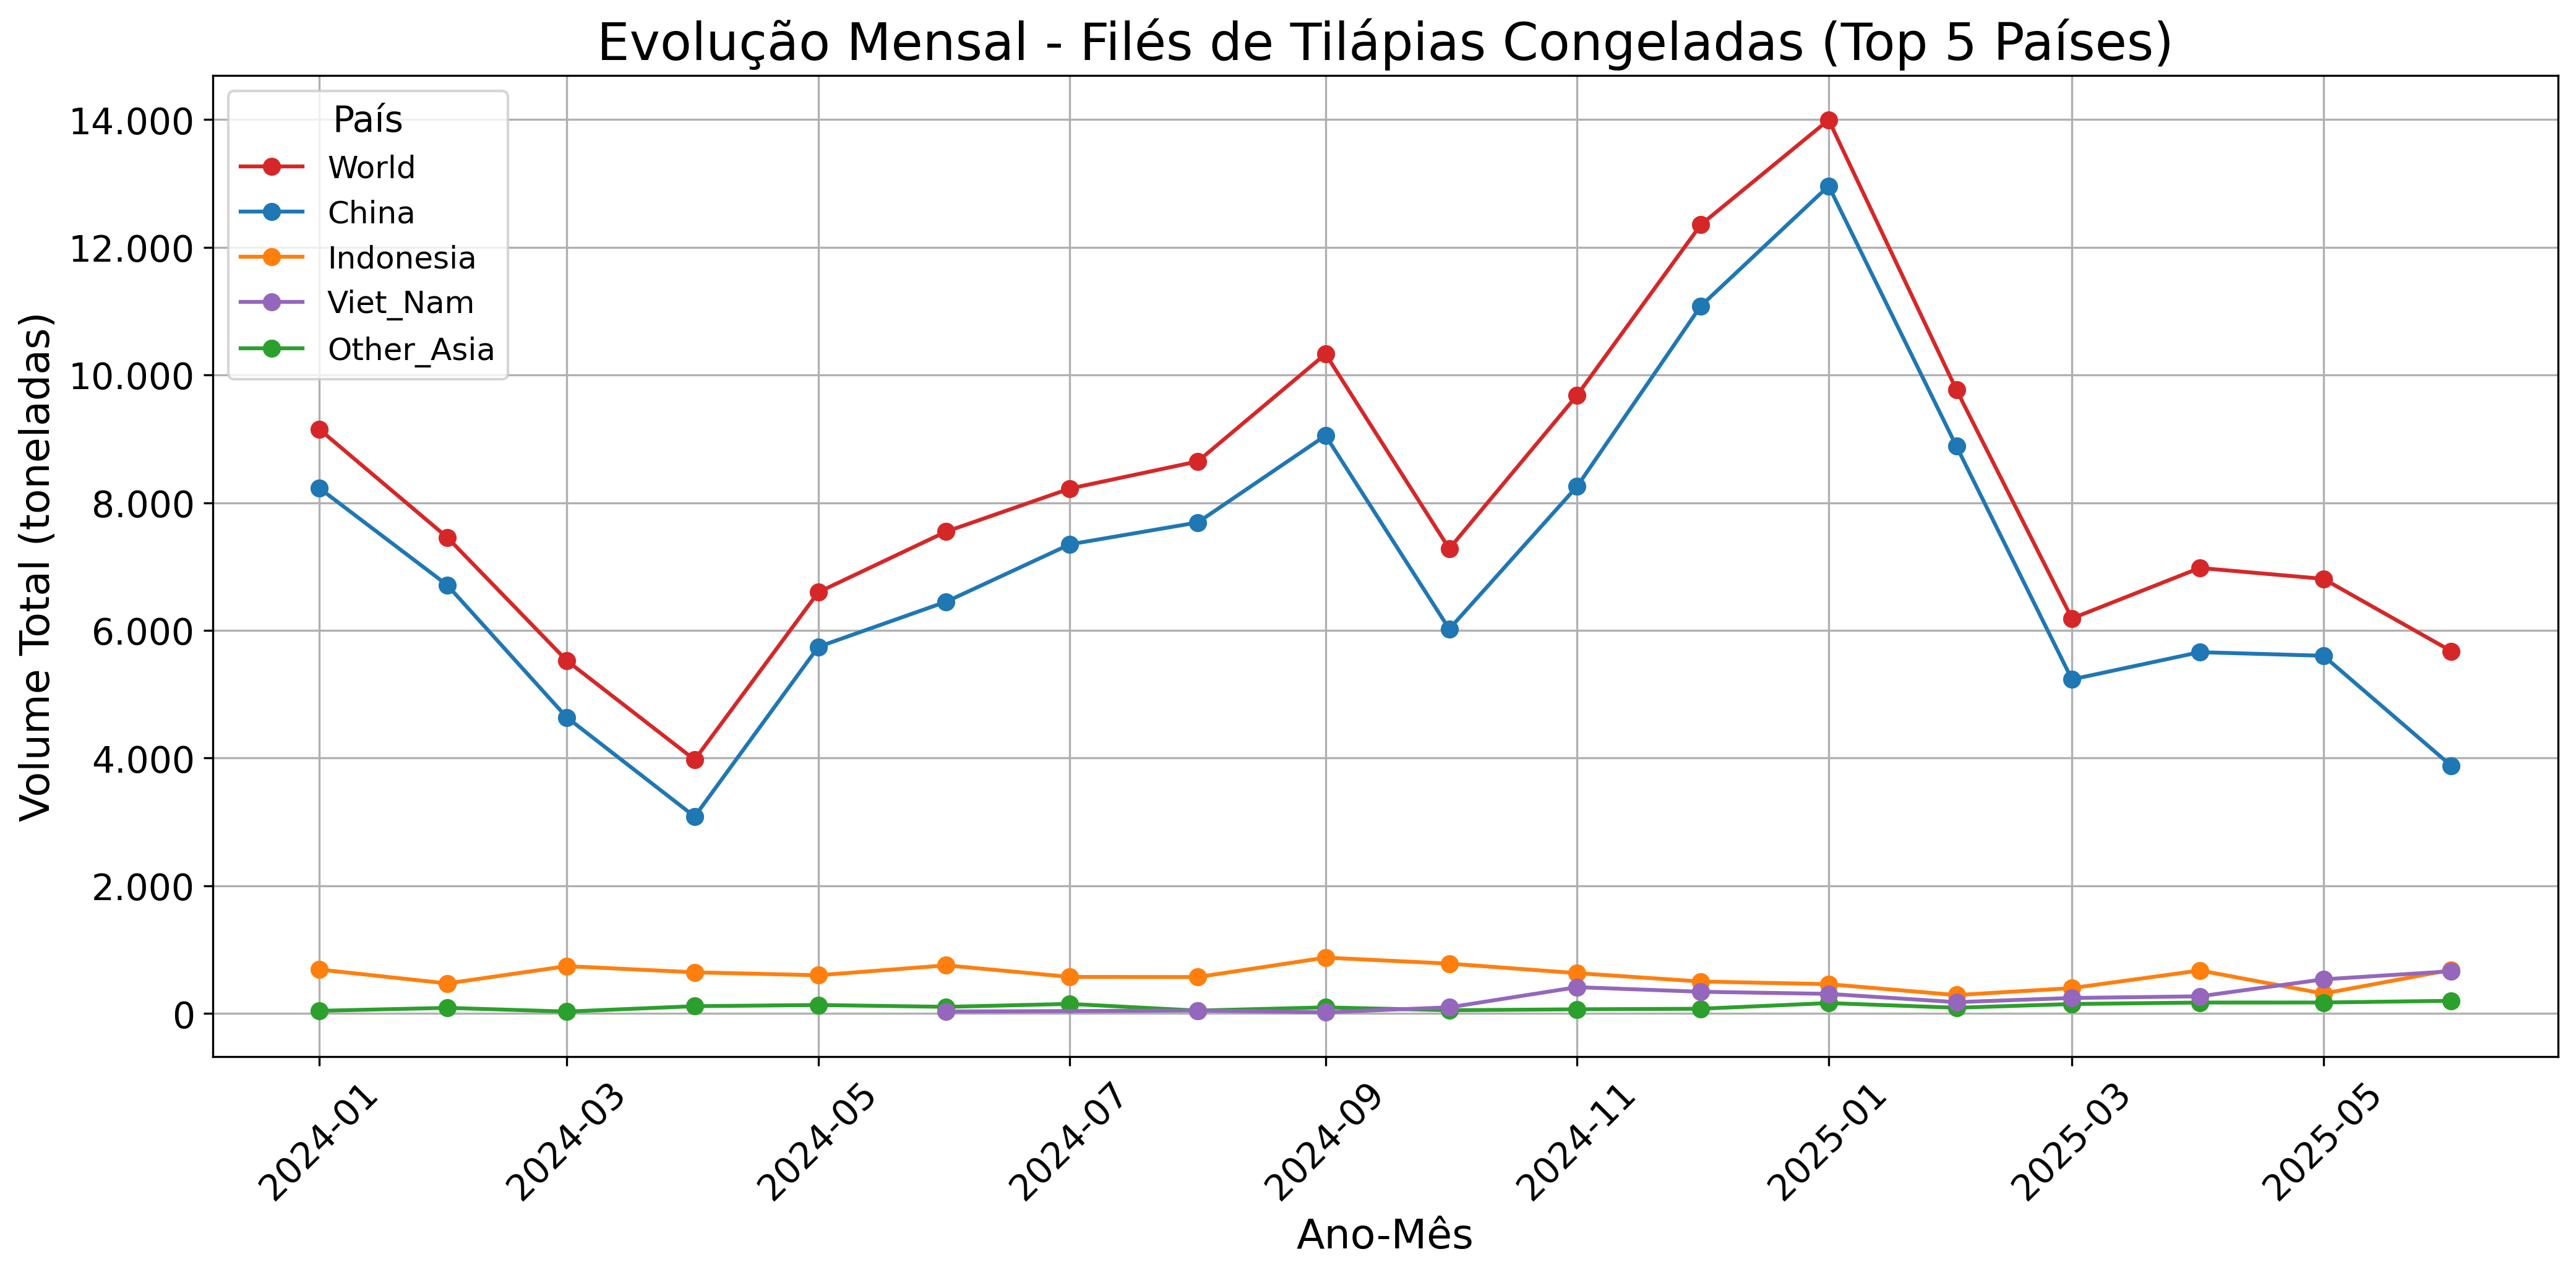 Evolução Mensal - Filés de Tilápias Congeladas (Top 5 Países)
País
World
China
Indonesia
Viet_Nam
Other_Asia
Volume Total (toneladas)
14.000
12.000
10.000
8.000
6.000
4.000
2.000
0
2024-01
2024-03
2024-05
2024-07
2024-09
2024-11
2025-01
2025-03
2025-05
Ano-Mês